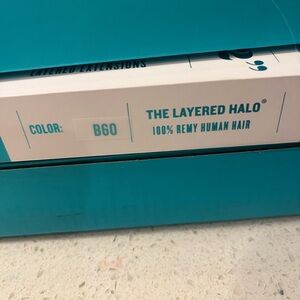 LAYERED EXTENSIONS
COLOR: B60
THE LAYERED HALO®
100% REMY HUMAN HAIR